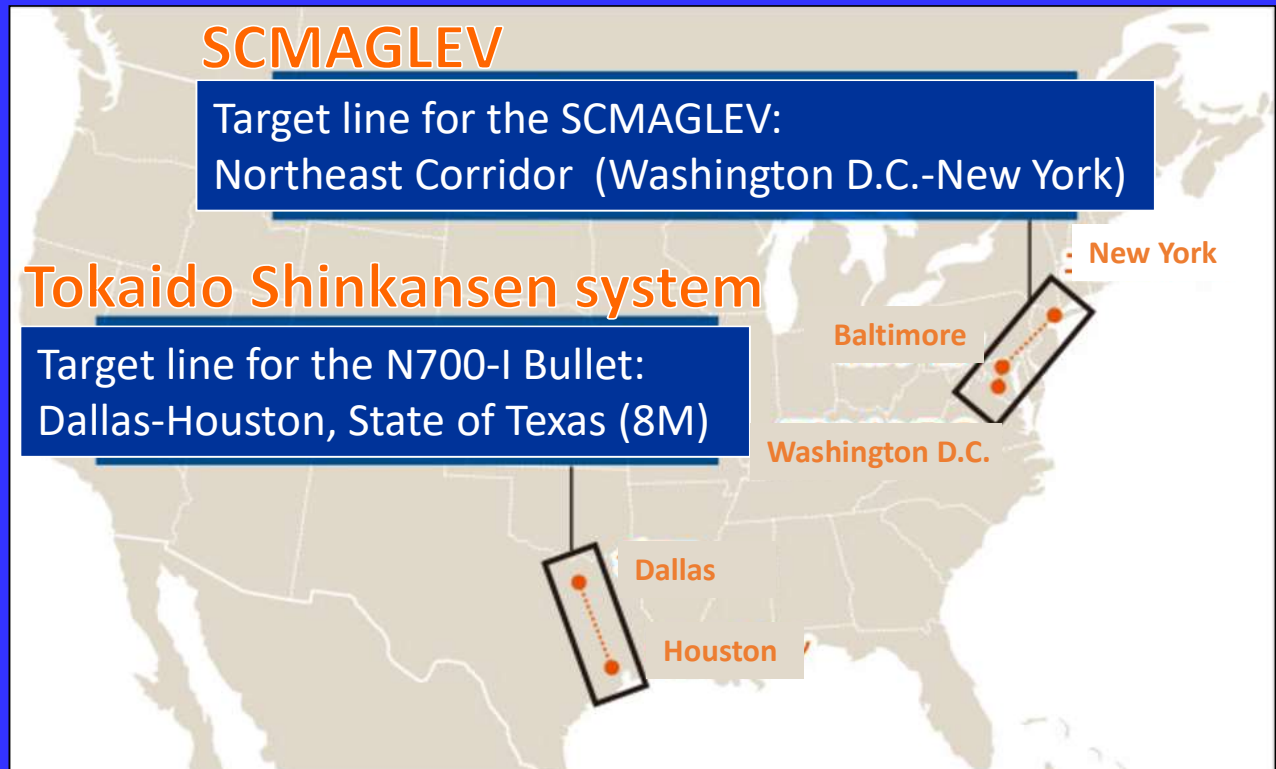 SCMAGLEV
Target line for the SCMAGLEV:
Northeast Corridor (Washington D.C.-New York)
New York
Tokaido Shinkansen system
Baltimore
Target line for the N700-I Bullet:
Dallas-Houston, State of Texas (8M)
Washington D.C.
Dallas
Houston